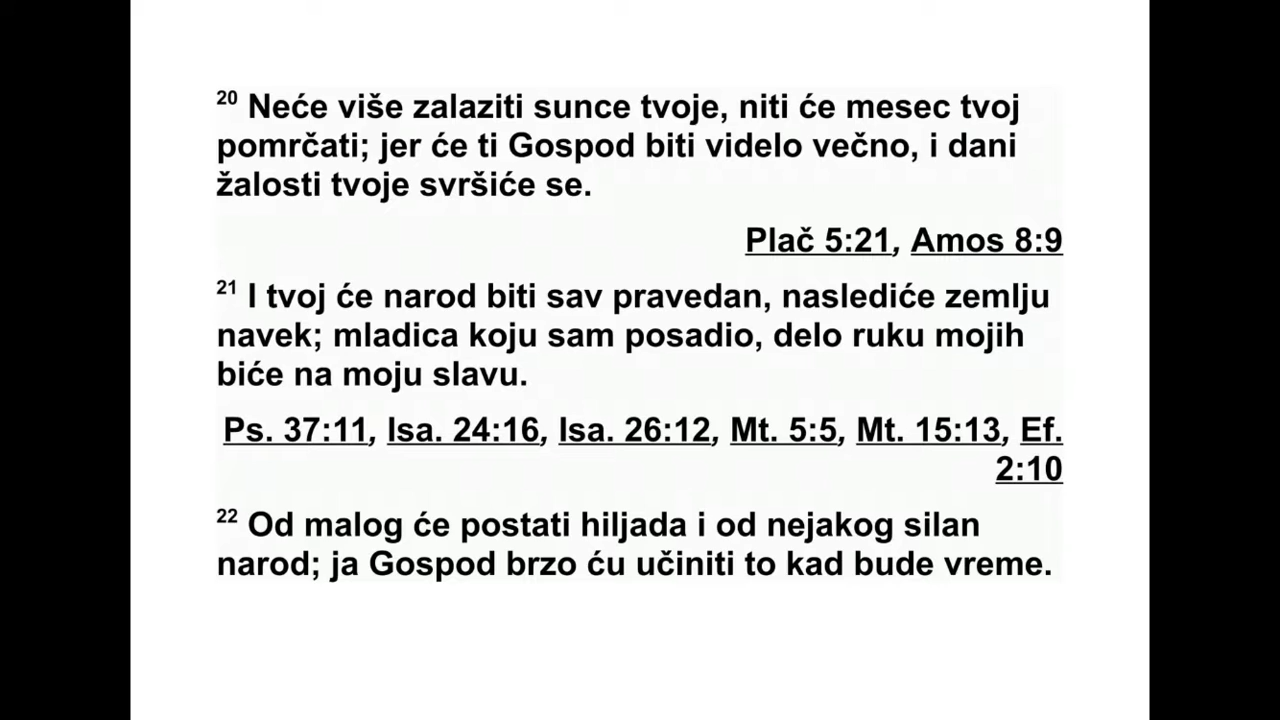 20 Neće više zalaziti sunce tvoje, niti će mesec tvoj
pomrčati; jer će ti Gospod biti videlo večno, i dani
žalosti tvoje svršiće se.
Plač 5:21, Amos 8:9
21 I tvoj će narod biti sav pravedan, naslediće zemlju
navek; mladica koju sam posadio, delo ruku mojih
biće na moju slavu.
Ps. 37:11, Isa. 24:16, Isa. 26:12, Mt. 5:5, Mt. 15:13, Ef.
2:10
22 Od malog će postati hiljada i od nejakog silan
narod; ja Gospod brzo ću učiniti to kad bude vreme.